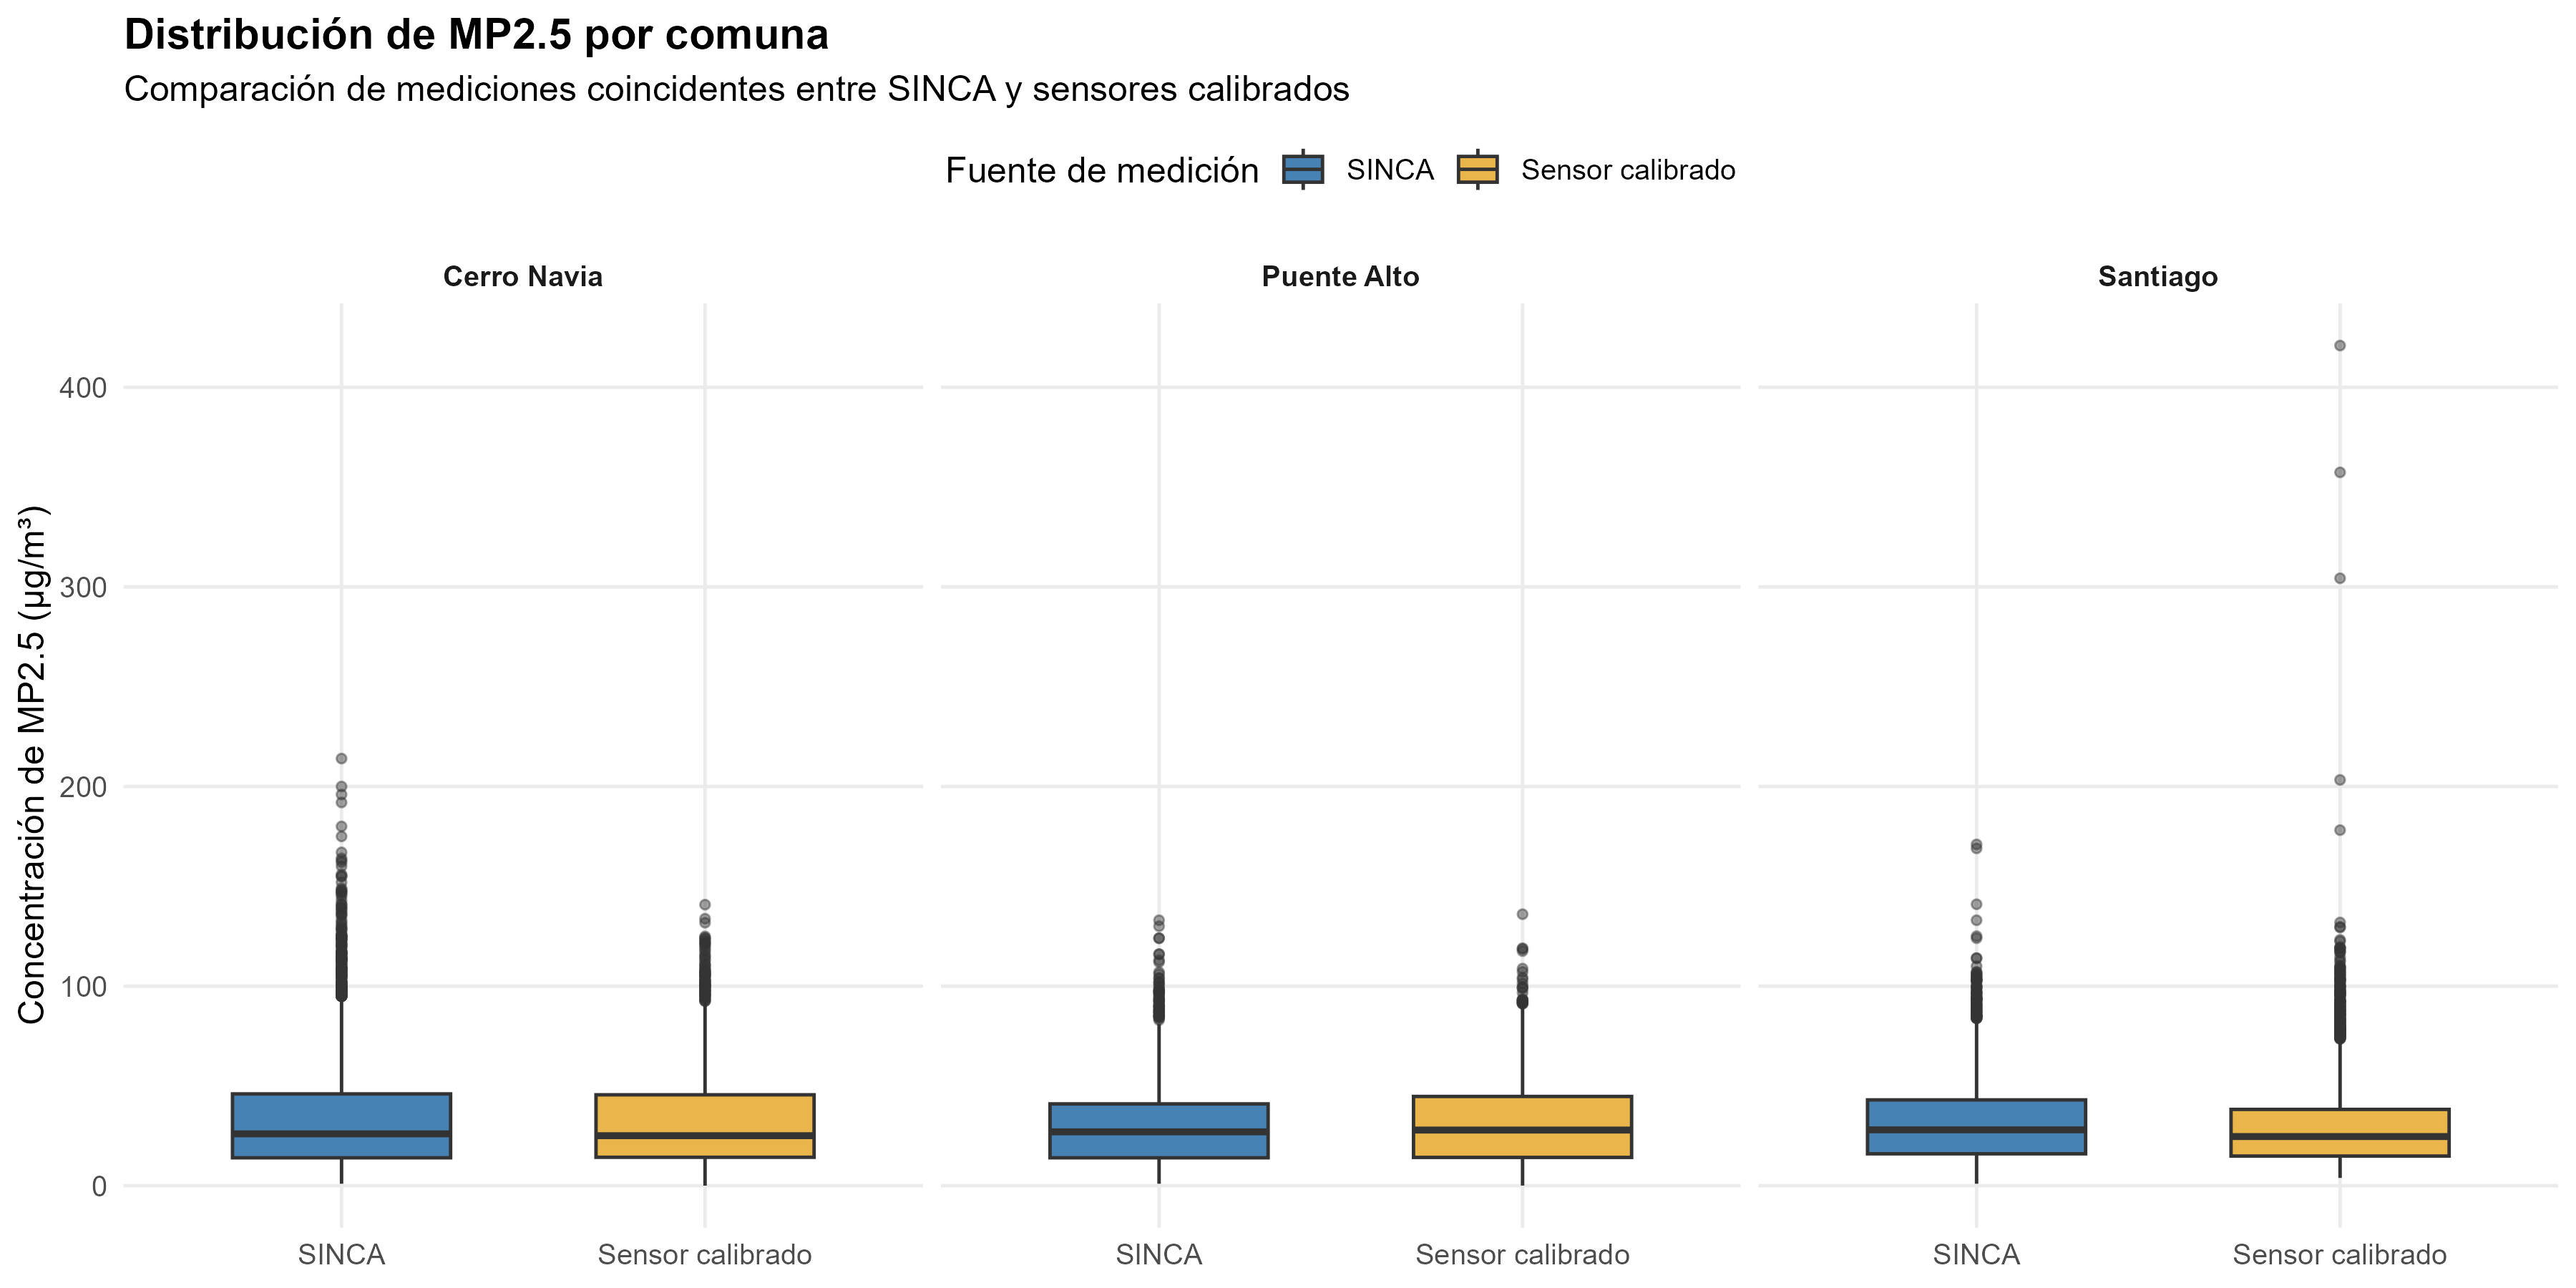 Distribución de MP2.5 por comuna
Comparación de mediciones coincidentes entre SINCA y sensores calibrados
Fuente de medición SINCA Sensor calibrado
Cerro Navia Puente Alto Santiago
Concentración de MP2.5 (µg/m³)
400
300
200
100
0
SINCA Sensor calibrado SINCA Sensor calibrado SINCA Sensor calibrado